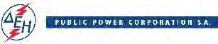 ΔΕΗ
PUBLIC POWER CORPORATION S.A.